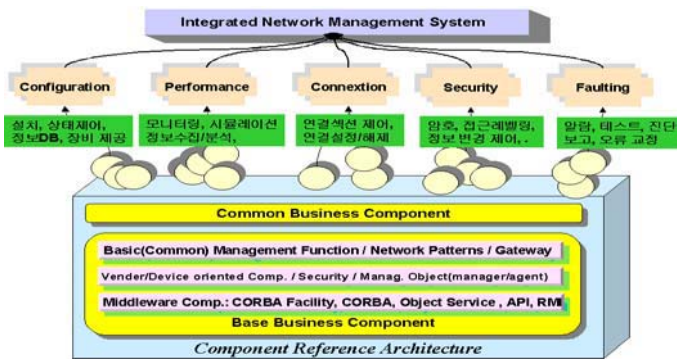 Integrated Network Management System
Configuration
Performance
Connextion
Security
Faulting
설치, 상태제어,
정보DB, 장비 제공
모니터링, 시뮬레이션
정보수집/분석,
연결섹션 제어,
연결설정/해제
암호, 접근레벨링,
정보 변경 제어, .
알람, 테스트, 진단
보고, 오류 교정
Common Business Component
Basic(Common) Management Function / Network Patterns / Gateway
Vender/Device oriented Comp. / Security / Manag. Object(manager/agent)
Middleware Comp.: CORBA Facility, CORBA, Object Service , API, RMI
Base Business Component
Component Reference Architecture